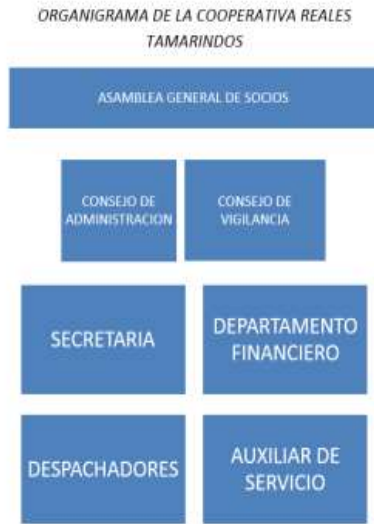 ORGANIGRAMA DE LA COOPERATIVA REALES
TAMARINDOS
ASAMBLEA GENERAL DE SOCIOS
CONSEJO DE
ADMINISTRACION
CONSEJO DE
VIGILANCIA
SECRETARIA
DEPARTAMENTO
FINANCIERO
DESPACHADORES
AUXILIAR DE
SERVICIO